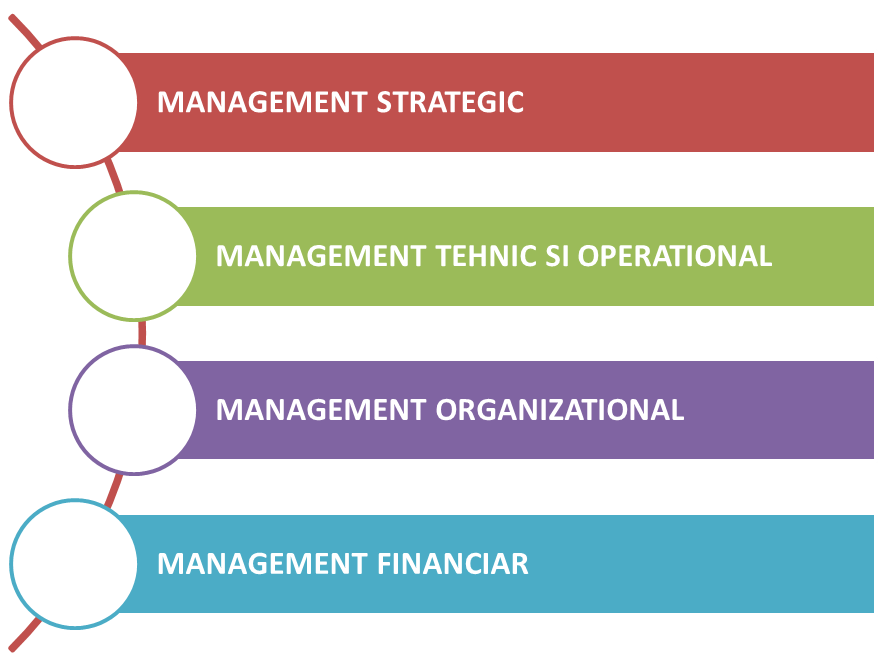 MANAGEMENT STRATEGIC
MANAGEMENT TEHNIC SI OPERATIONAL
MANAGEMENT ORGANIZATIONAL
MANAGEMENT FINANCIAR